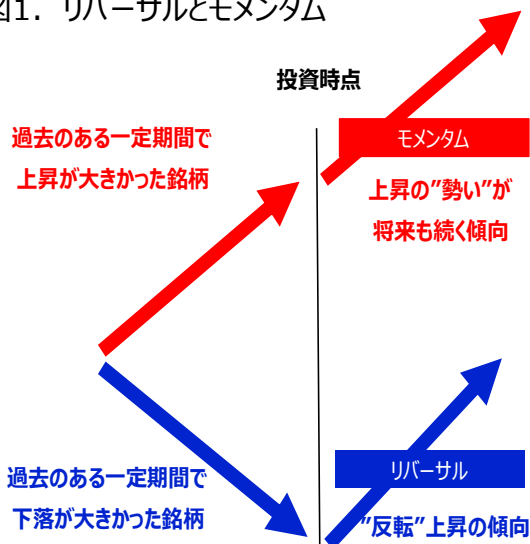 図1. リバーサルとモメンタム
投資時点
過去のある一定期間で
上昇が大きかった銘柄
モメンタム
上昇の”勢い”が
将来も続く傾向
過去のある一定期間で
下落が大きかった銘柄
リバーサル
”反転”上昇の傾向